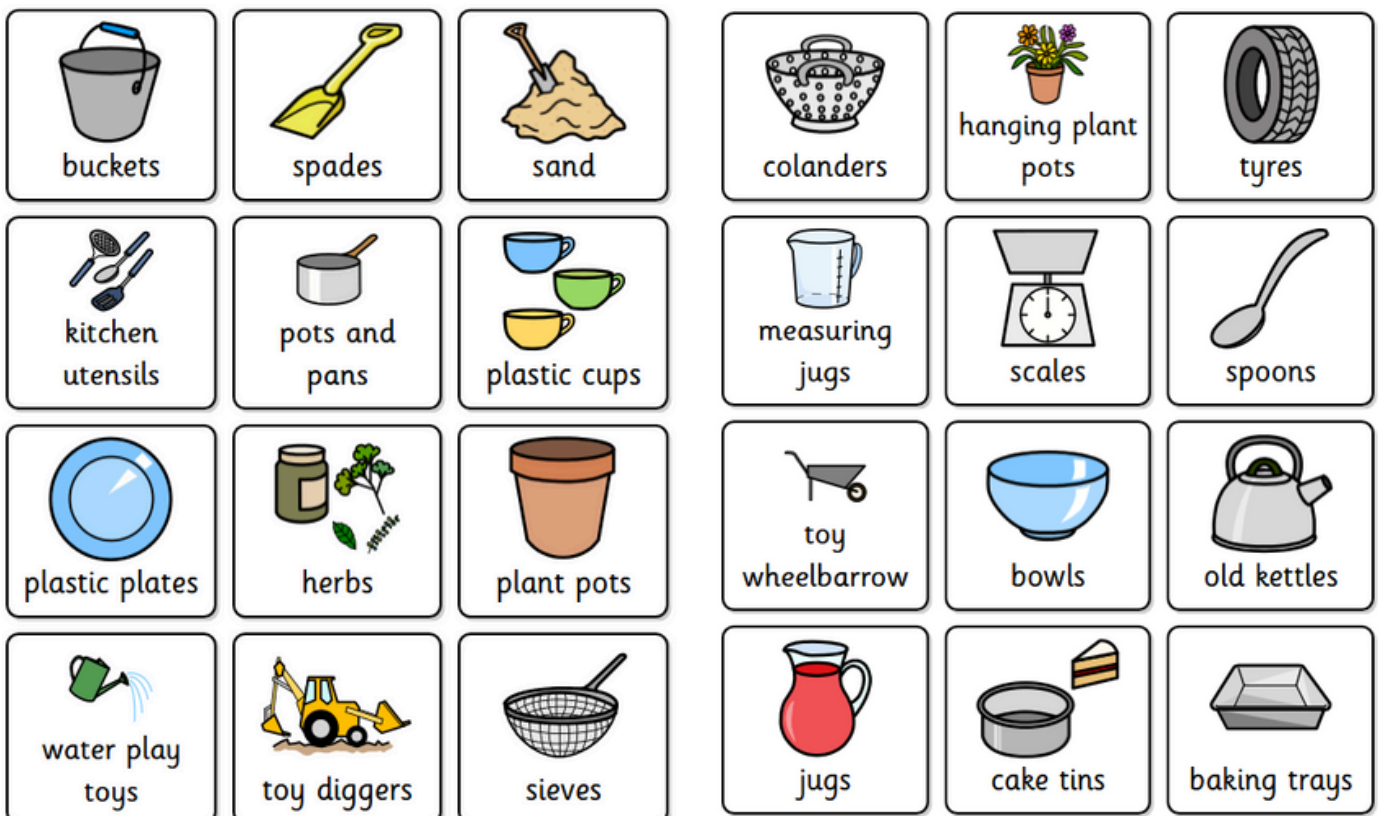 buckets
spades
sand
kitchen
utensils
pots and
pans
plastic cups
plastic plates
herbs
plant pots
water play
toys
toy diggers
sieves
colanders
hanging plant
pots
tyres
measuring
jugs
scales
spoons
toy
wheelbarrow
bowls
old kettles
jugs
cake tins
baking trays